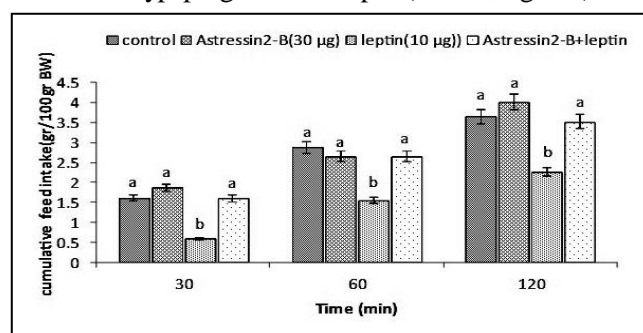 control Astressin2-B(30 µg) leptin(10 µg)) Astressin2-B+leptin
cumulative feed intake(gr/100gr BW)
4.5
4
3.5
3
2.5
2
1.5
1
0.5
0
a a b a
a a b a
a a b a
30 60 120
Time (min)